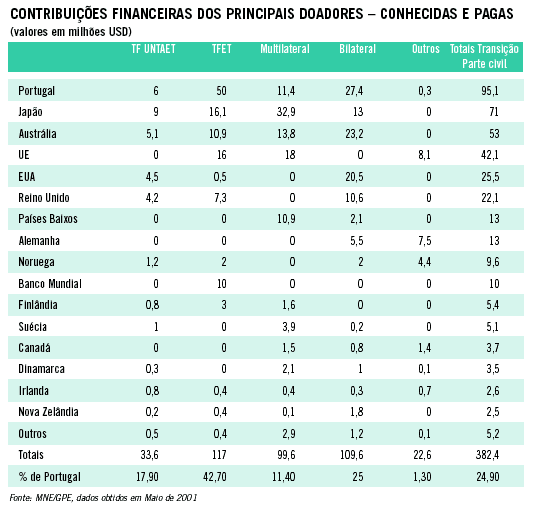 CONTRIBUIÇÕES FINANCEIRAS DOS PRINCIPAIS DOADORES – CONHECIDAS E PAGAS
(valores em milhões USD)
TF UNTAET TFET Multilateral Bilateral Outros Totais Transição
Parte civil
Portugal 6 50 11,4 27,4 0,3 95,1
Japão 9 16,1 32,9 13 0 71
Austrália 5,1 10,9 13,8 23,2 0 53
UE 0 16 18 0 8,1 42,1
EUA 4,5 0,5 0 20,5 0 25,5
Reino Unido 4,2 7,3 10,6 0 22,1
Países Baixos 0 0 10,9 2,1 0 13
Alemanha 0 0 0 5,5 7,5 13
Noruega 1,2 2 0 2 4,4 9,6
Banco Mundial 0 10 0 0 0 10
Finlândia 0,8 3 1,6 0 0 5,4
Suécia 1 0 3,9 0,2 0 5,1
Canadá 0 0 1,5 0,8 1,4 3,7
Dinamarca 0,3 0 2,1 1 0,1 3,5
Irlanda 0,8 0,4 0,4 0,3 0,7 2,6
Nova Zelândia 0,2 0,4 0,1 1,8 0 2,5
Outros 0,5 0,4 2,9 1,2 0,1 5,2
Totais 33,6 117 99,6 109,6 22,6 382,4
% de Portugal 17,90 42,70 11,40 25 1,30 24,90
Fonte: MNE/GPE, dados obtidos em Maio de 2001